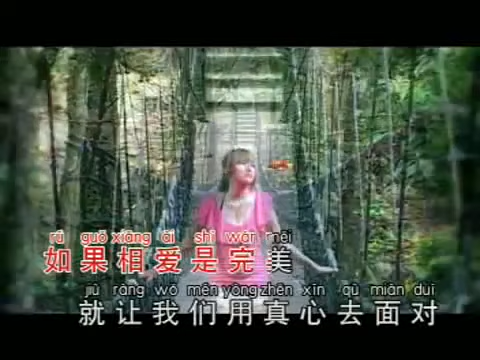 rú guǒ xiāng ài shì wán měi
如果相爱是完美
jiù ràng wǒ mēn yòng zhēn xīn qù miàn duì
就让我们用真心去面对